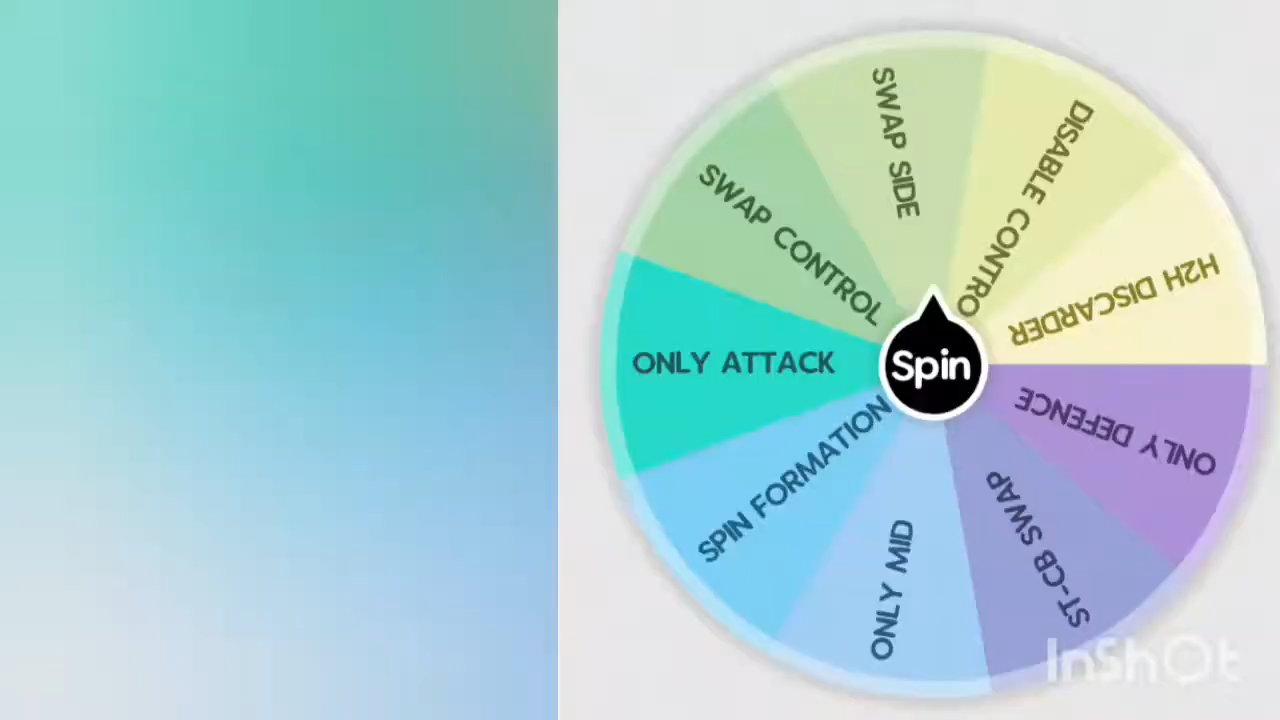 SWAP SIDE
DISABLE CONTRO
H2H DISCARDER
ONLY DEFENCE
ST-CB SWAP
ONLY MID
SPIN FORMATION
ONLY ATTACK
SWAP CONTROL
Spin
InShOt